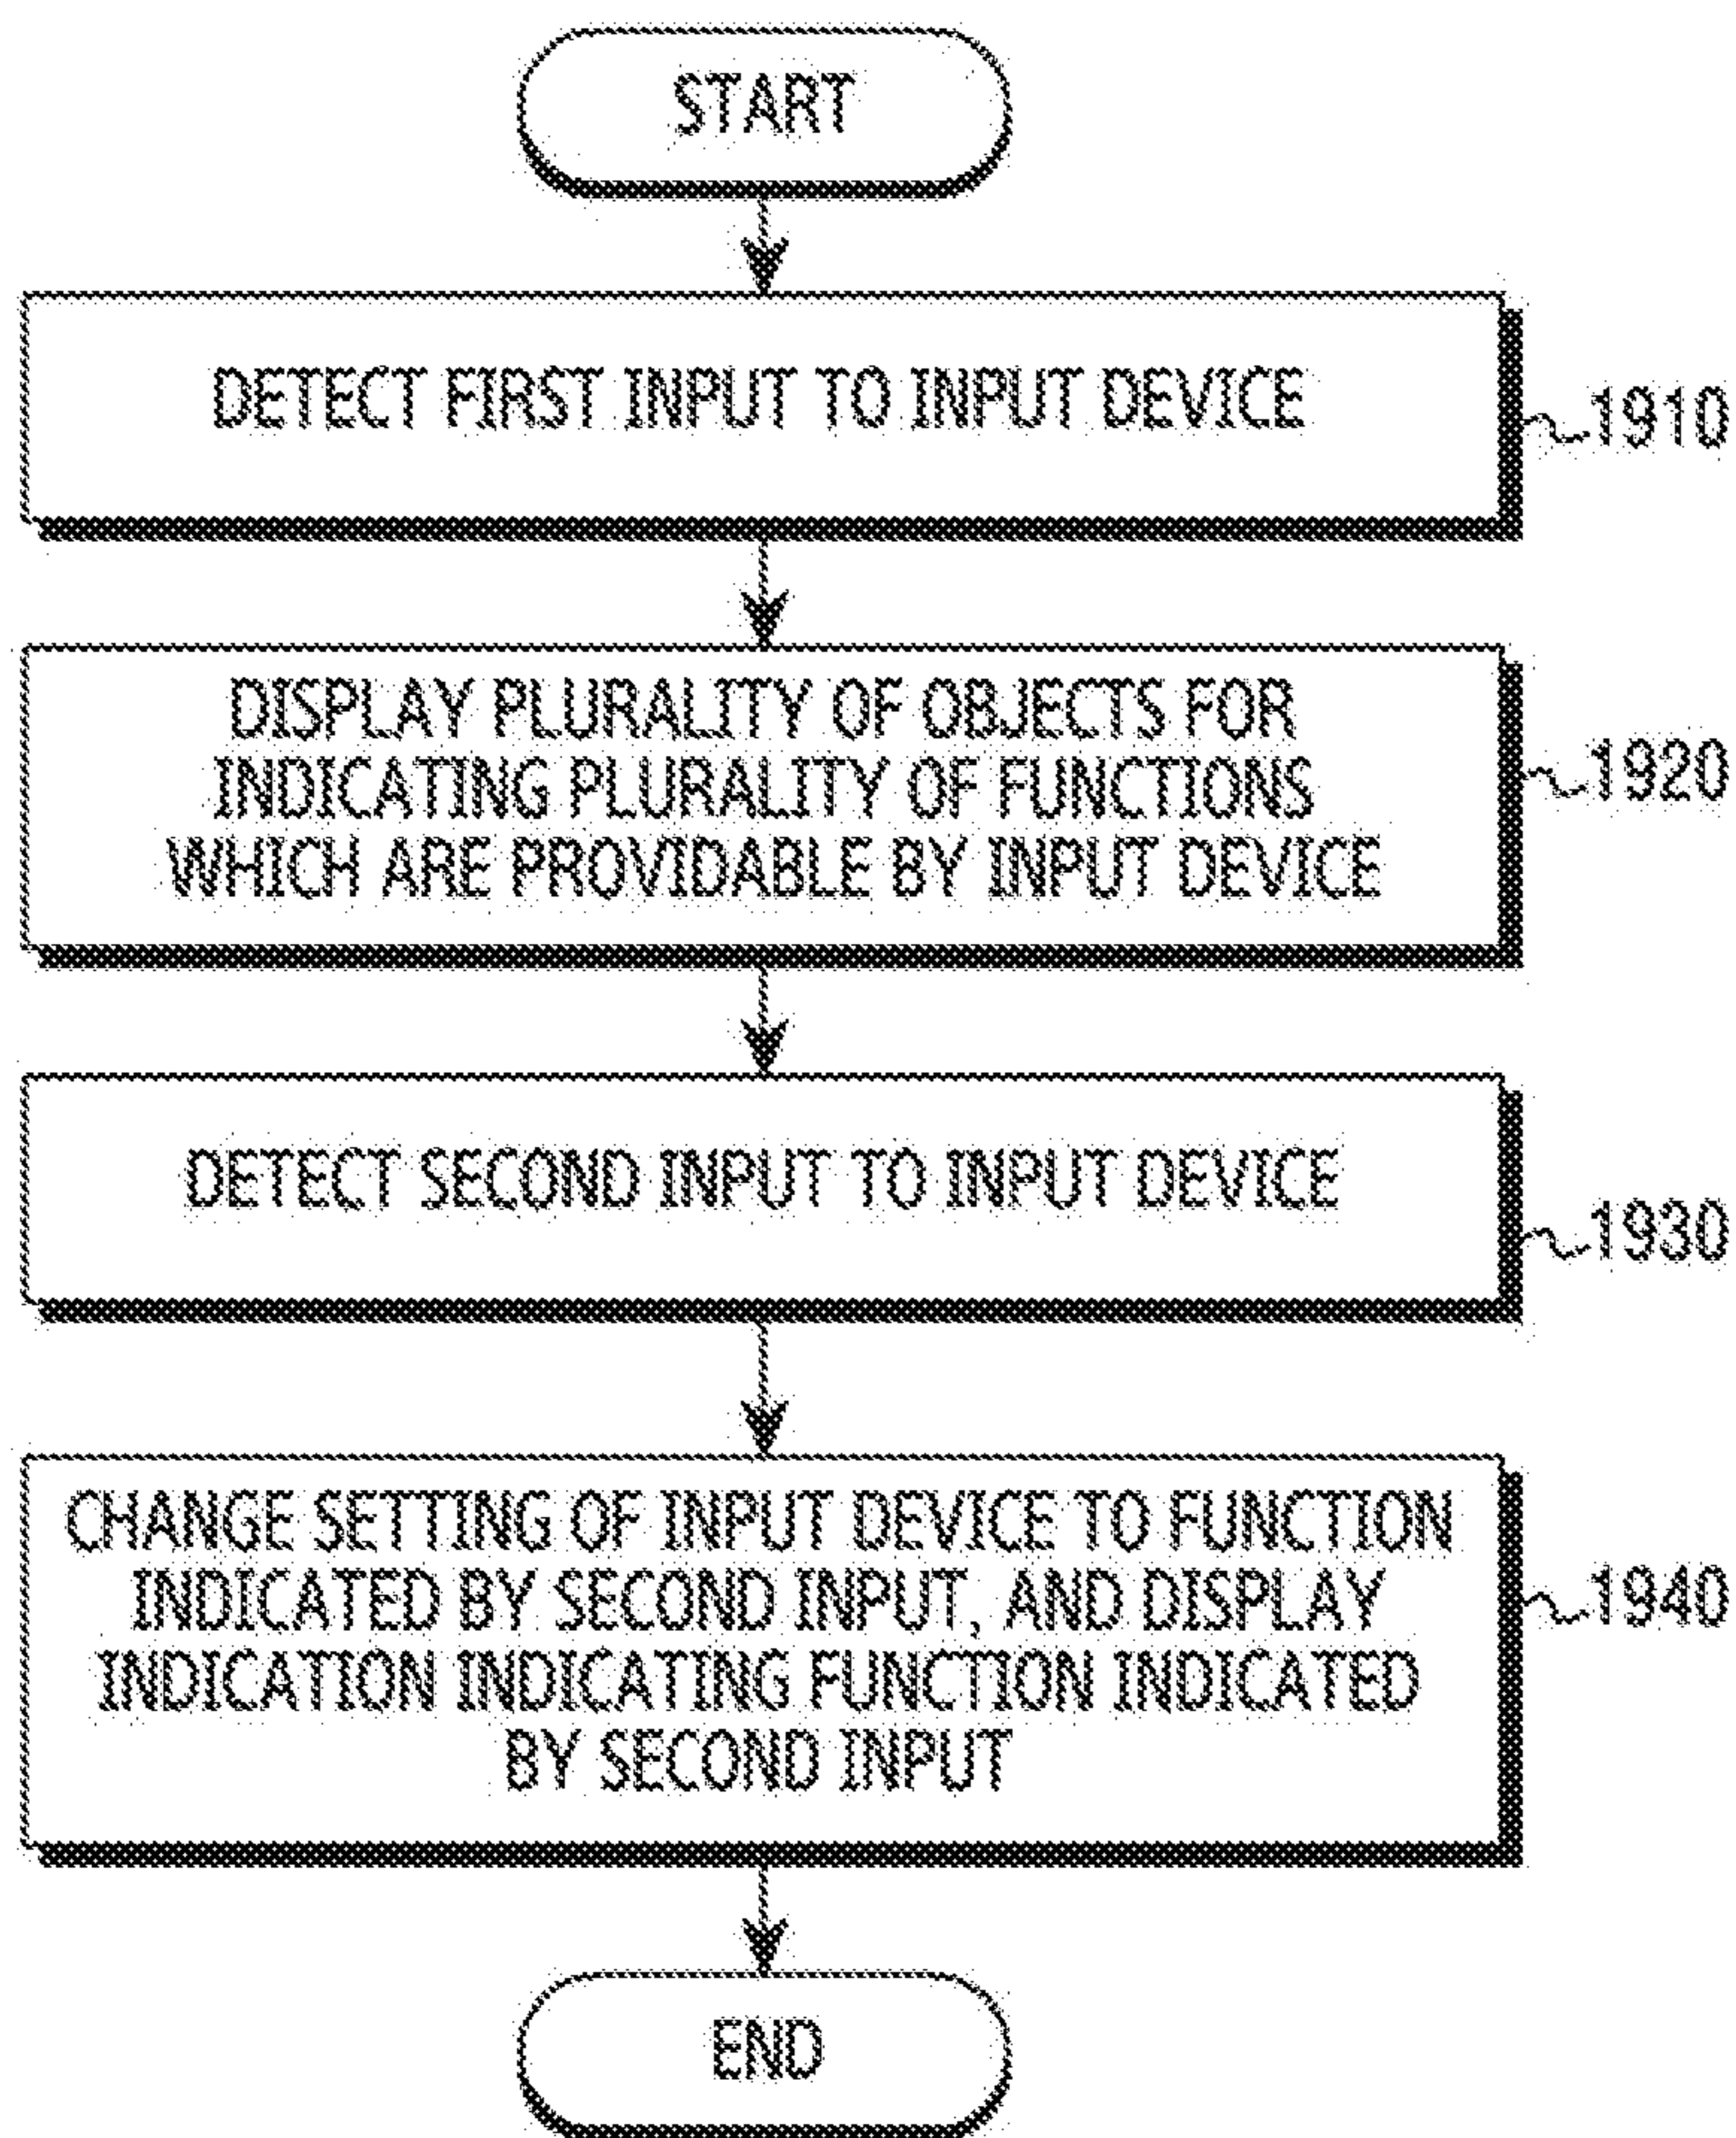 START
DETECT FIRST INPUT TO INPUT DEVICE
1910
DISPLAY PLURALITY OF OBJECTS FOR
INDICATING PLURALITY OF FUNCTIONS
WHICH ARE PROVIDABLE BY INPUT DEVICE
1920
DETECT SECOND INPUT TO INPUT DEVICE
1930
CHANGE SETTING OF INPUT DEVICE TO FUNCTION
INDICATED BY SECOND INPUT, AND DISPLAY
INDICATION INDICATING FUNCTION INDICATED
BY SECOND INPUT
1940
END